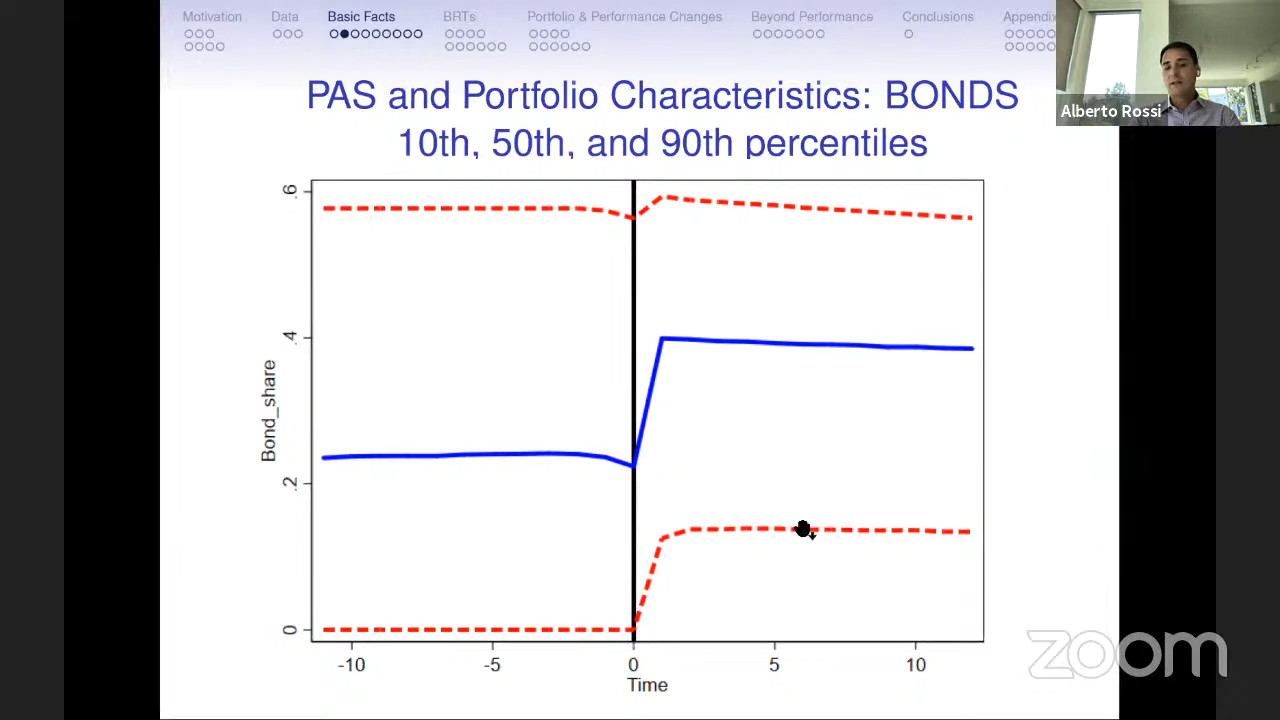 Motivation Data Basic Facts BRTs Portfolio & Performance Changes Beyond Performance Conclusions Appendix
Alberto Rossi
PAS and Portfolio Characteristics: BONDS
10th, 50th, and 90th percentiles
.6
.4
.2
0
Bond_share
-10 -5 0 5 10
Time
zoom